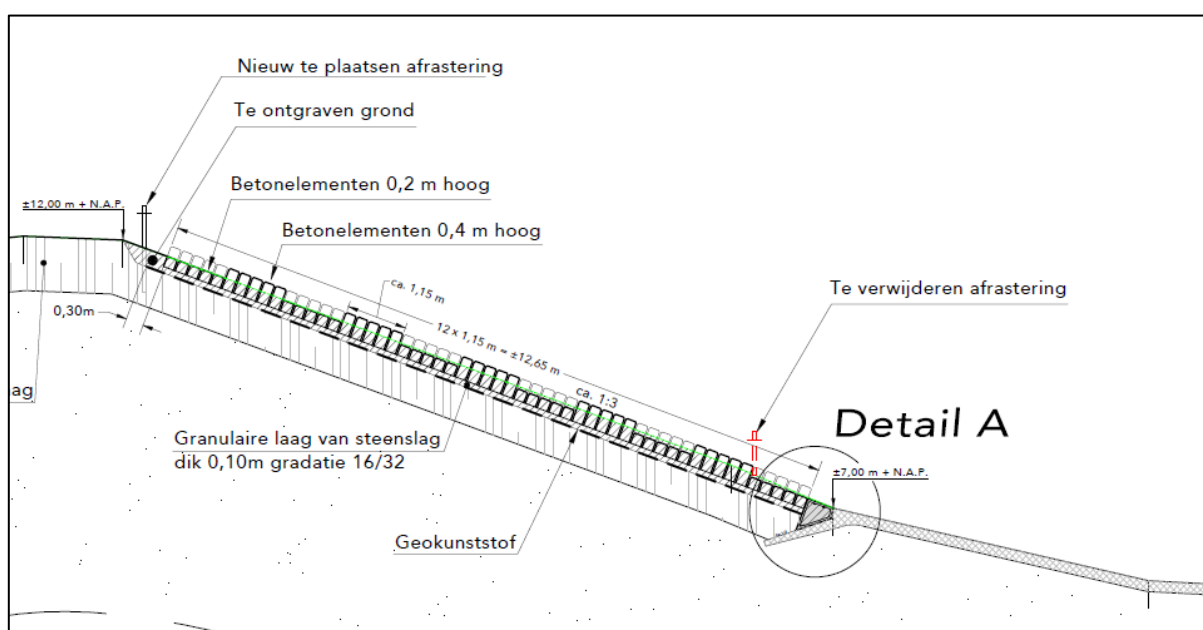 Nieuw te plaatsen afrastering
Te ontgraven grond
Betonelementen 0,2 m hoog
±12,00 m + N.A.P.
Betonelementen 0,4 m hoog
ca. 1,15 m
Te verwijderen afrastering
0,30m
12 x 1,15 m = ±12,65 m
ca. 1:3
ag
Detail A
Granulaire laag van steenslag
dik 0,10m gradatie 16/32
±7,00 m + N.A.P.
Geokunststof